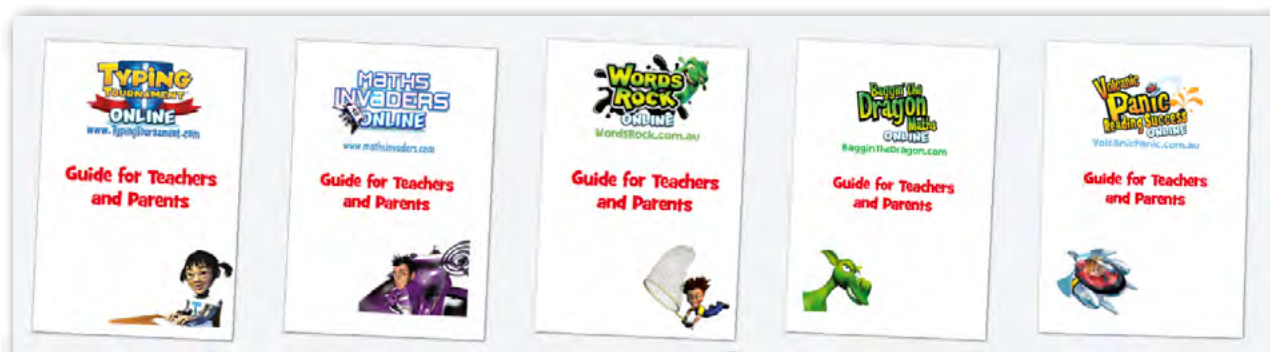 TYPING
TOURNAMENT
ONLINE
www.TypingTournament.com
Guide for Teachers
and Parents
MATHS
INVADERS
ONLINE
www.mathsinvaders.com
Guide for Teachers
and Parents
WORDS
ROCK
ONLINE
WordsRock.com.au
Guide for Teachers
and Parents
Baggin' the
Dragon
Maths
ONLINE
BagginTheDragon.com
Guide for Teachers
and Parents
Volcanic
Panic
Reading Success
ONLINE
VolcanicPanic.com.au
Guide for Teachers
and Parents